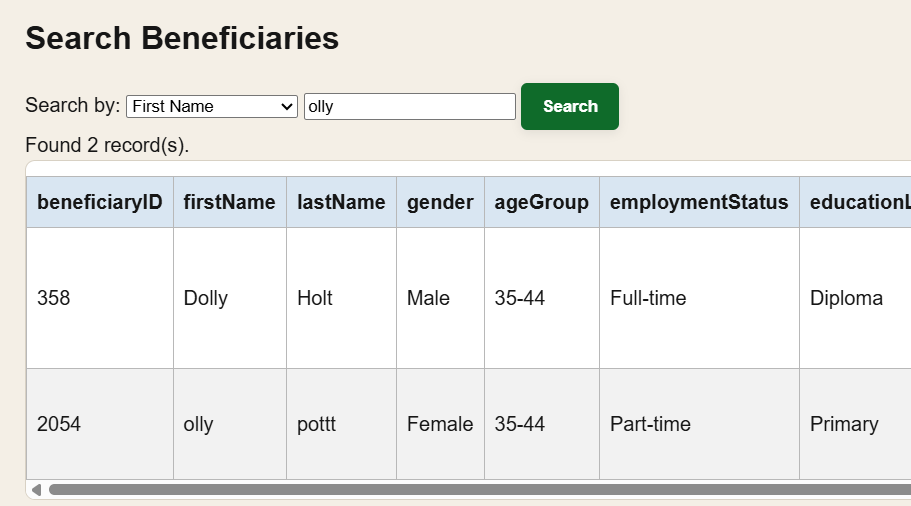 Search Beneficiaries
Search by: First Name olly Search
Found 2 record(s).
beneficiaryID firstName lastName gender ageGroup employmentStatus educationL
358 Dolly Holt Male 35-44 Full-time Diploma
2054 olly pottt Female 35-44 Part-time Primary